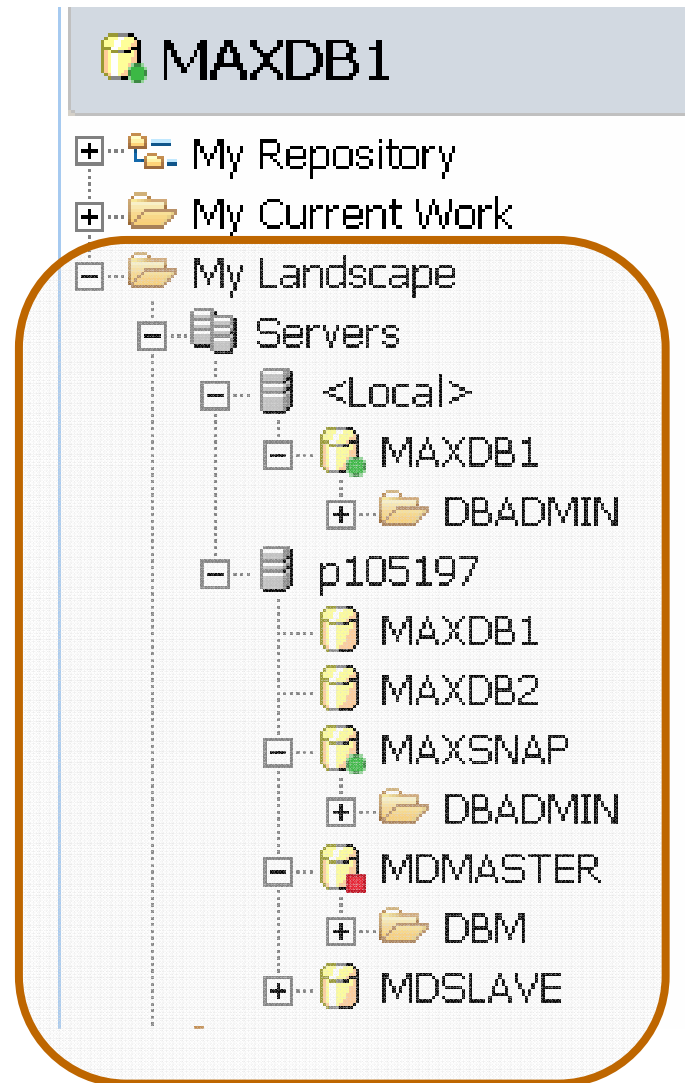 MAXDB1
My Repository
My Current Work
My Landscape
Servers
<Local>
MAXDB1
DBADMIN
p105197
MAXDB1
MAXDB2
MAXSNAP
DBADMIN
MDMASTER
DBM
MDSLAVE